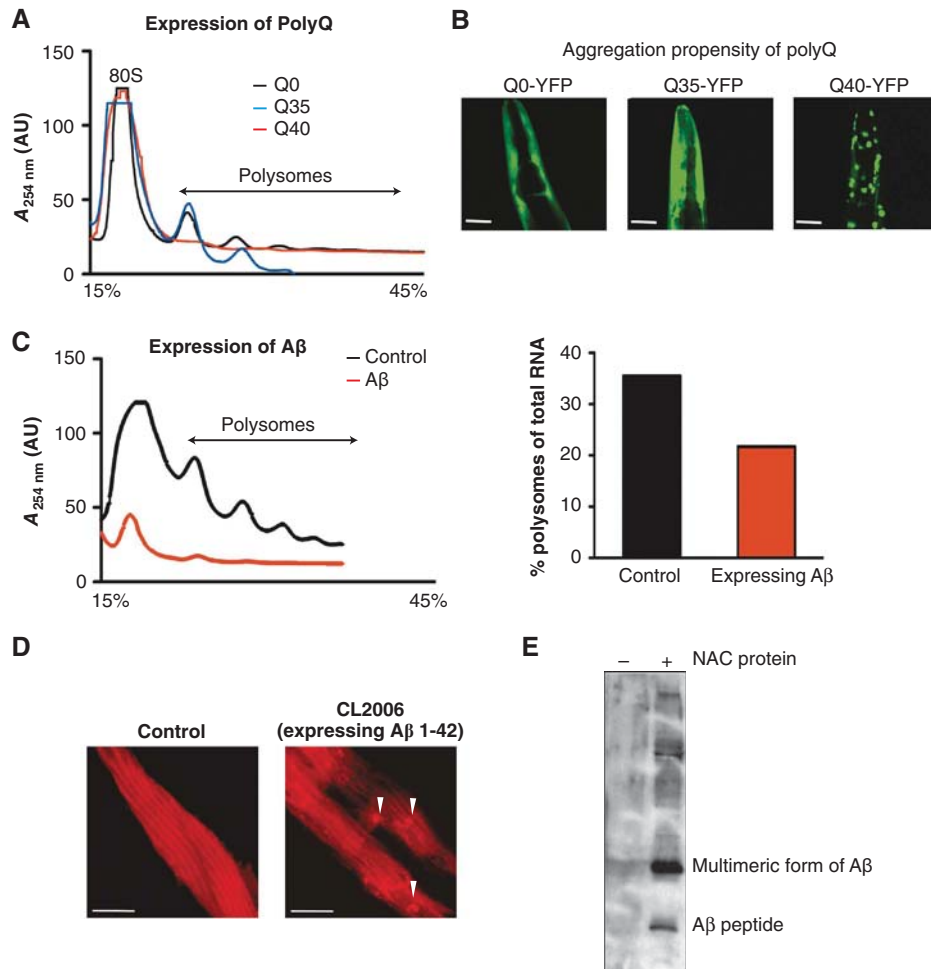 A
Expression of PolyQ
150
100
50
0
A254 nm (AU)
80S
Q0
Q35
Q40
Polysomes
15%
45%
B
Aggregation propensity of polyQ
Q0-YFP
Q35-YFP
Q40-YFP
C
Expression of Aβ
150
100
50
0
A254 nm (AU)
Control
Aβ
Polysomes
15%
45%
% polysomes of total RNA
40
30
20
10
0
Control
Expressing Aβ
D
Control
CL2006
(expressing Aβ 1-42)
E
– + NAC protein
Multimeric form of Aβ
Aβ peptide